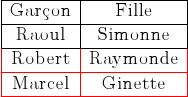 Garçon Fille
Raoul Simonne
Robert Raymonde
Marcel Ginette